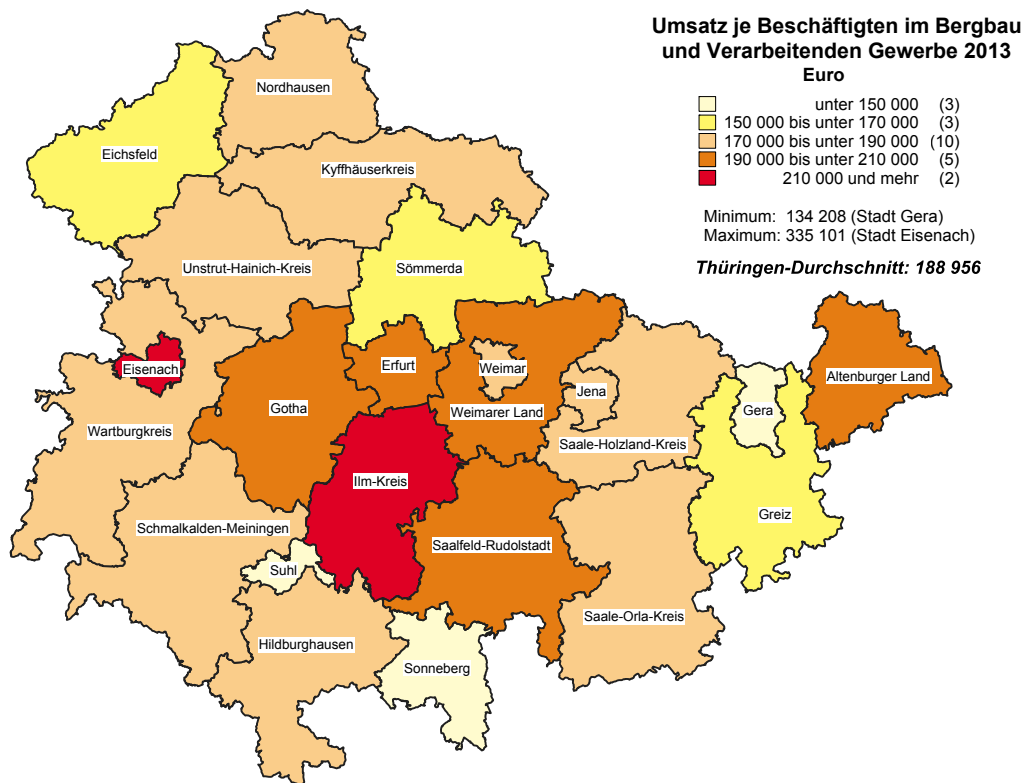 Umsatz je Beschäftigten im Bergbau
und Verarbeitenden Gewerbe 2013
Euro
unter 150 000 (3)
150 000 bis unter 170 000 (3)
170 000 bis unter 190 000 (10)
190 000 bis unter 210 000 (5)
210 000 und mehr (2)
Minimum: 134 208 (Stadt Gera)
Maximum: 335 101 (Stadt Eisenach)
Thüringen-Durchschnitt: 188 956
Nordhausen
Eichsfeld
Kyffhäuserkreis
Unstrut-Hainich-Kreis
Sömmerda
Eisenach
Erfurt
Weimar
Altenburger Land
Jena
Gotha
Weimarer Land
Gera
Wartburgkreis
Saale-Holzland-Kreis
Ilm-Kreis
Greiz
Schmalkalden-Meiningen
Saalfeld-Rudolstadt
Suhl
Saale-Orla-Kreis
Hildburghausen
Sonneberg